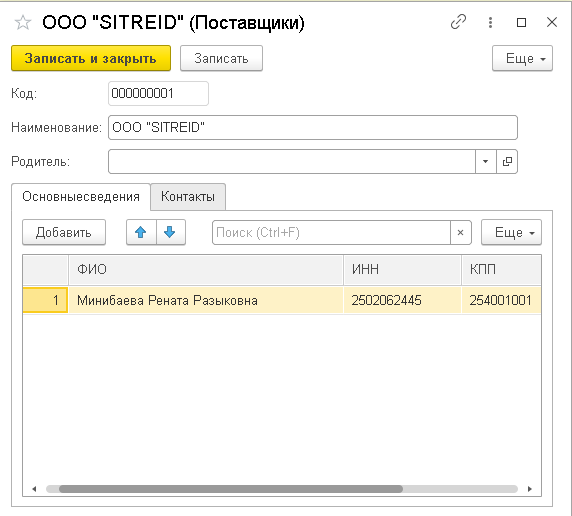 ООО "SITREID" (Поставщики)
Записать и закрыть Записать Еще
Код: 000000001
Наименование: ООО "SITREID"
Родитель:
Основныесведения Контакты
Добавить Поиск (Ctrl+F) × Еще
ФИО ИНН КПП
1 Минибаева Рената Разыковна 2502062445 254001001